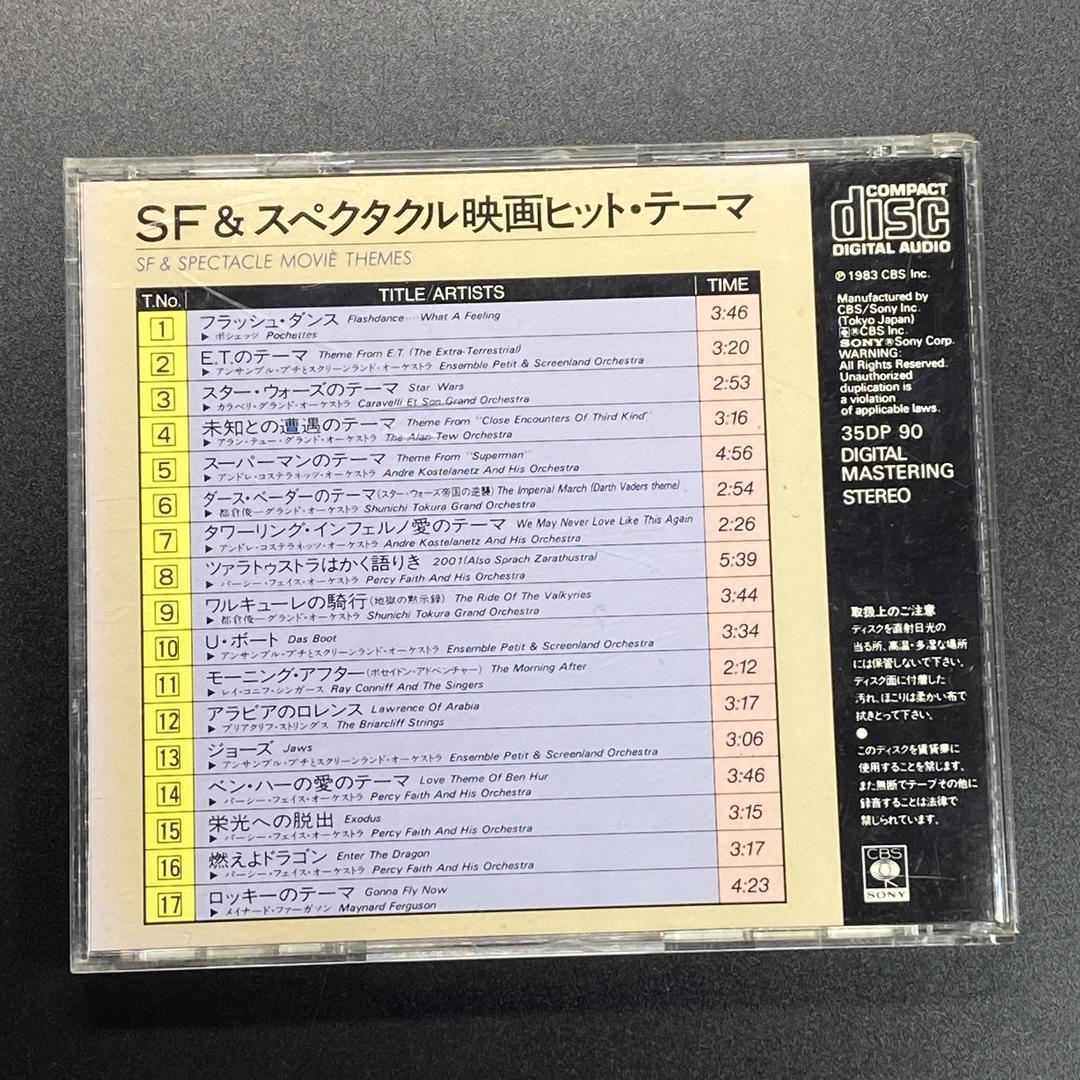 SF & スペクタクル映画ヒット・テーマ
SF & SPECTACLE MOVIE THEMES
T.No. TITLE/ARTISTS TIME
1 フラッシュ・ダンス Flashdance···· What A Feeling 3:46
▶ ポシェッツ Pochettes
2 E.T.のテーマ Theme From E.T. (The Extra-Terrestrial) 3:20
▶ アンサンブル・プチとスクリーンランド・オーケストラ Ensemble Petit & Screenland Orchestra
3 スター・ウォーズのテーマ Star Wars 2:53
▶ カラベリ・グランド・オーケストラ Caravelli Et Son Grand Orchestra
4 未知との遭遇のテーマ Theme From "Close Encounters Of Third Kind" 3:16
▶ アラン・テュー・グランド・オーケストラ The Alan Tew Orchestra
5 スーパーマンのテーマ Theme From "Superman" 4:56
▶ アンドレ・コステラネッツ・オーケストラ Andre Kostelanetz And His Orchestra
6 ダース・ベーダーのテーマ(スター・ウォーズ帝国の逆襲) The Imperial March (Darth Vaders theme) 2:54
▶ 都倉俊一グランド・オーケストラ Shunichi Tokura Grand Orchestra
7 タワーリング・インフェルノ愛のテーマ We May Never Love Like This Again 2:26
▶ アンドレ・コステラネッツ・オーケストラ Andre Kostelanetz And His Orchestra
8 ツァラトゥストラはかく語りき 2001(Also Sprach Zarathustra) 5:39
▶ パーシー・フェイス・オーケストラ Percy Faith And His Orchestra
9 ワルキューレの騎行(地獄の黙示録) The Ride Of The Valkyries 3:44
▶ 都倉俊一グランド・オーケストラ Shunichi Tokura Grand Orchestra
10 U・ボート Das Boot 3:34
▶ アンサンブル・プチとスクリーンランド・オーケストラ Ensemble Petit & Screenland Orchestra
11 モーニング・アフター(ポセイドン・アドベンチャー) The Morning After 2:12
▶ レイ・コニフ・シンガース Ray Conniff And The Singers
12 アラビアのロレンス Lawrence Of Arabia 3:17
▶ ブリアクリフ・ストリングス The Briarcliff Strings
13 ジョーズ Jaws 3:06
▶ アンサンブル・プチとスクリーンランド・オーケストラ Ensemble Petit & Screenland Orchestra
14 ベン・ハーの愛のテーマ Love Theme Of Ben Hur 3:46
▶ パーシー・フェイス・オーケストラ Percy Faith And His Orchestra
15 栄光への脱出 Exodus 3:15
▶ パーシー・フェイス・オーケストラ Percy Faith And His Orchestra
16 燃えよドラゴン Enter The Dragon 3:17
▶ パーシー・フェイス・オーケストラ Percy Faith And His Orchestra
17 ロッキーのテーマ Gonna Fly Now 4:23
▶ メイナード・ファーガソン Maynard Ferguson
COMPACT
disc
DIGITAL AUDIO
Ⓟ1983 CBS Inc.
Manufactured by
CBS/Sony Inc.
(Tokyo Japan)
®CBS Inc.
SONY®Sony Corp.
WARNING:
All Rights Reserved.
Unauthorized
duplication is
a violation
of applicable laws.
35DP 90
DIGITAL
MASTERING
STEREO
取扱上のご注意
ディスクを直射日光の
当る所、高温・多湿な場所
には保管しないで下さい。
ディスク面に付着した
汚れ、ほこりは柔かい布で
拭きとって下さい。
●
このディスクを賃貸業に
使用することを禁じます。
また無断でテープその他に
録音することは法律で
禁じられています。
CBS
SONY